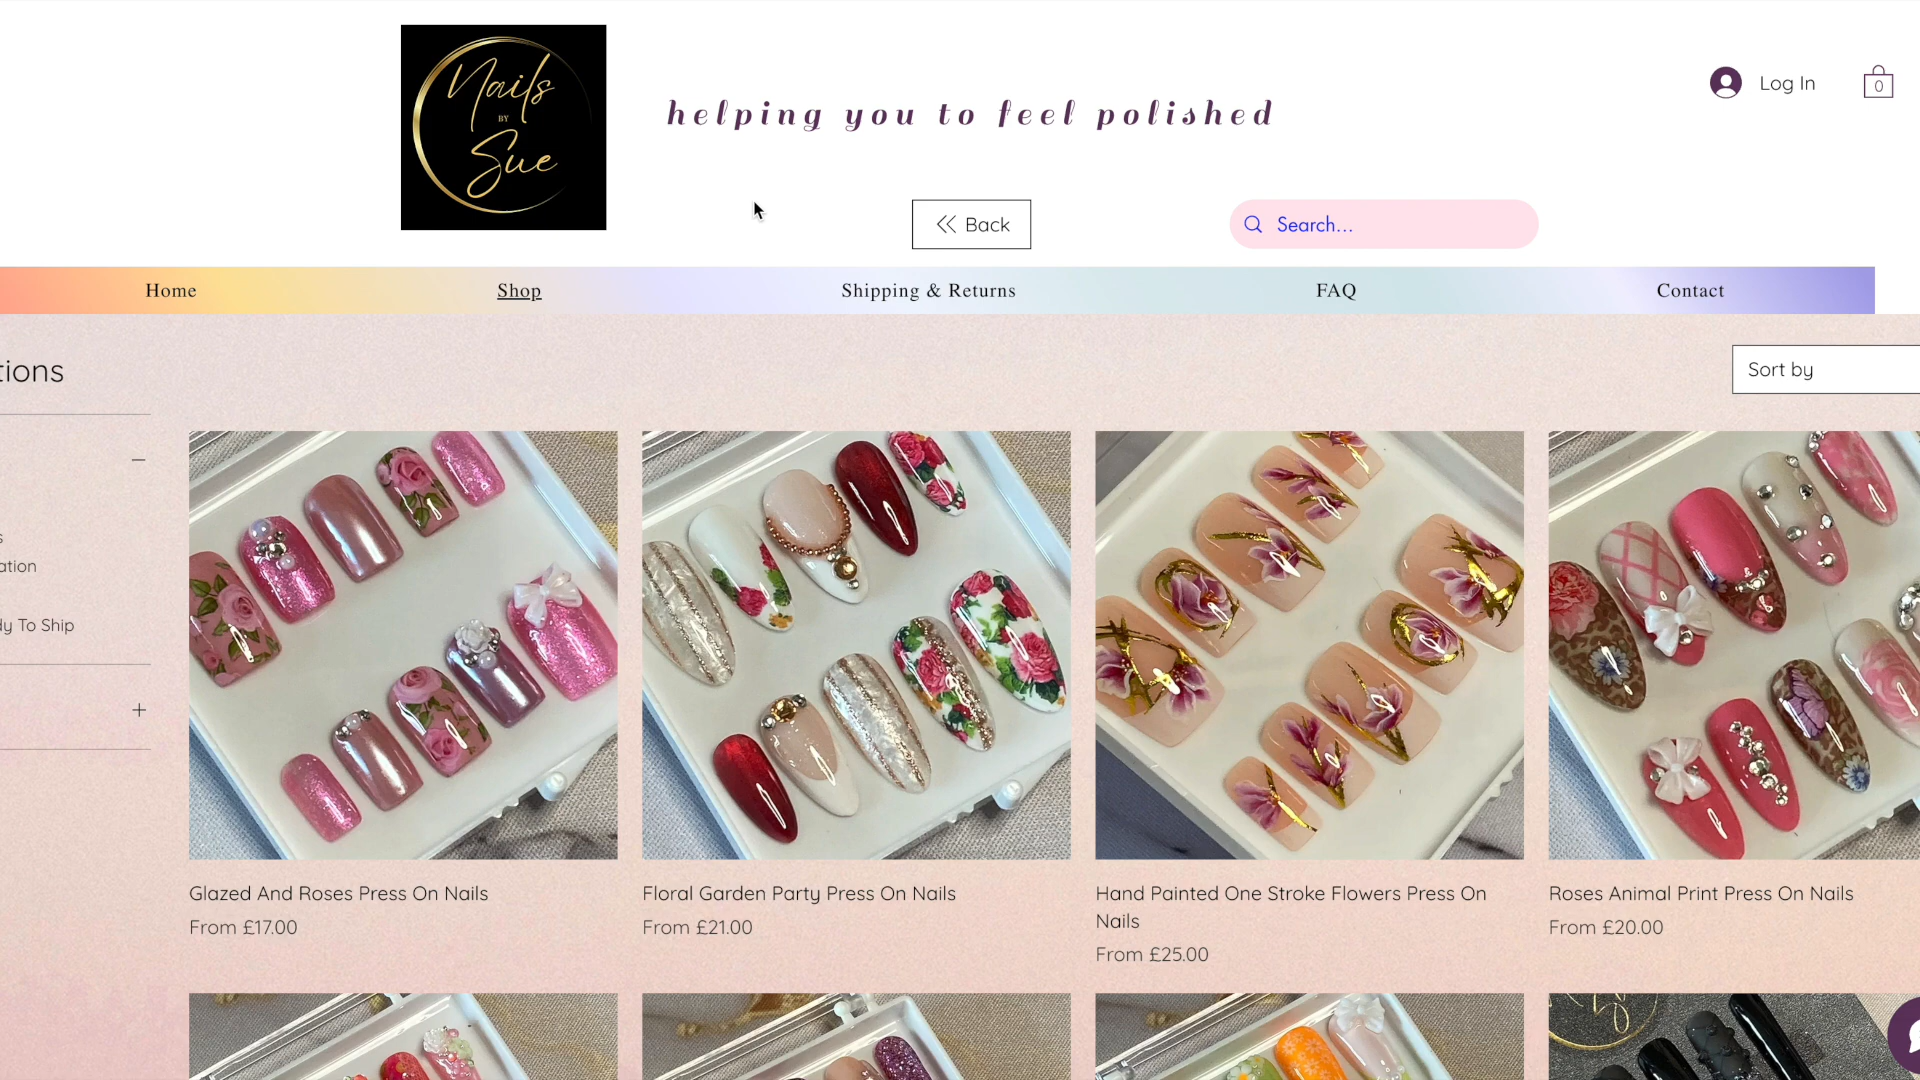 Nails
BY
Sue
helping you to feel polished
Log In
0
Back
Search...
Home
Shop
Shipping & Returns
FAQ
Contact
tions
Sort by
s
ation
ly To Ship
Glazed And Roses Press On Nails
From £17.00
Floral Garden Party Press On Nails
From £21.00
Hand Painted One Stroke Flowers Press On
Nails
From £25.00
Roses Animal Print Press On Nails
From £20.00